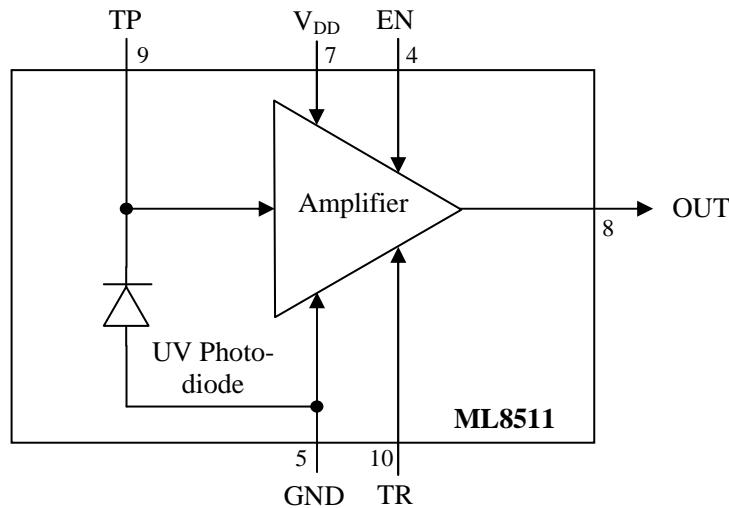 TP
V_DD
EN
9
7
4
Amplifier
OUT
8
UV Photo-
diode
ML8511
5
10
GND
TR